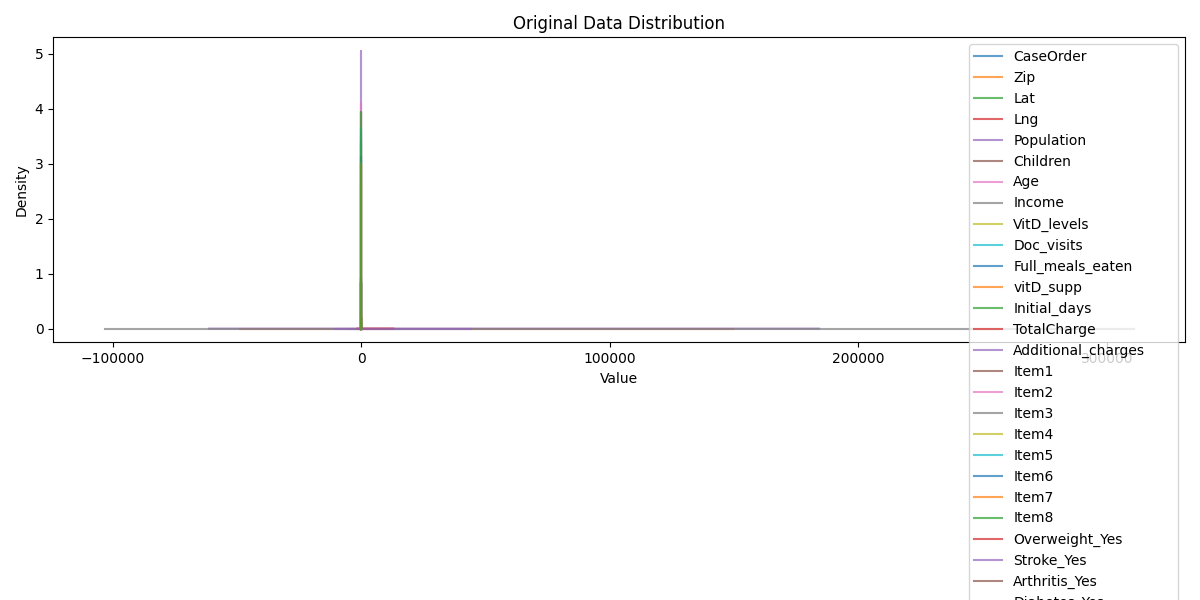 Original Data Distribution
5
4
3
2
1
0
Density
−100000
0
100000
200000
300000
Value
CaseOrder
Zip
Lat
Lng
Population
Children
Age
Income
VitD_levels
Doc_visits
Full_meals_eaten
vitD_supp
Initial_days
TotalCharge
Additional_charges
Item1
Item2
Item3
Item4
Item5
Item6
Item7
Item8
Overweight_Yes
Stroke_Yes
Arthritis_Yes
Diabetes_Yes